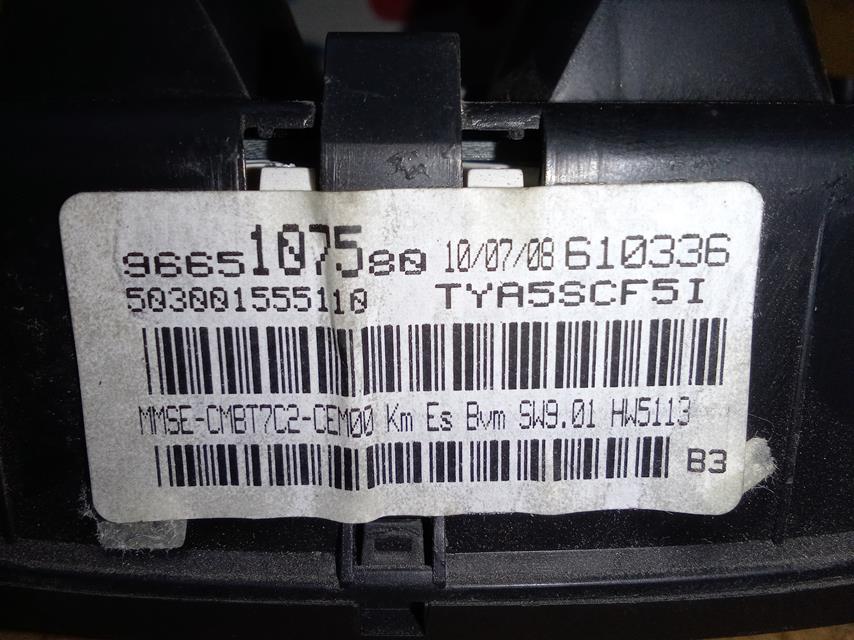 9665107580 10/07/08 610336
503001555110 TYA5SCF5I
MMSE-CMBT7C2-CEM00 Km Es Bvm SW9.01 HW5113
B3